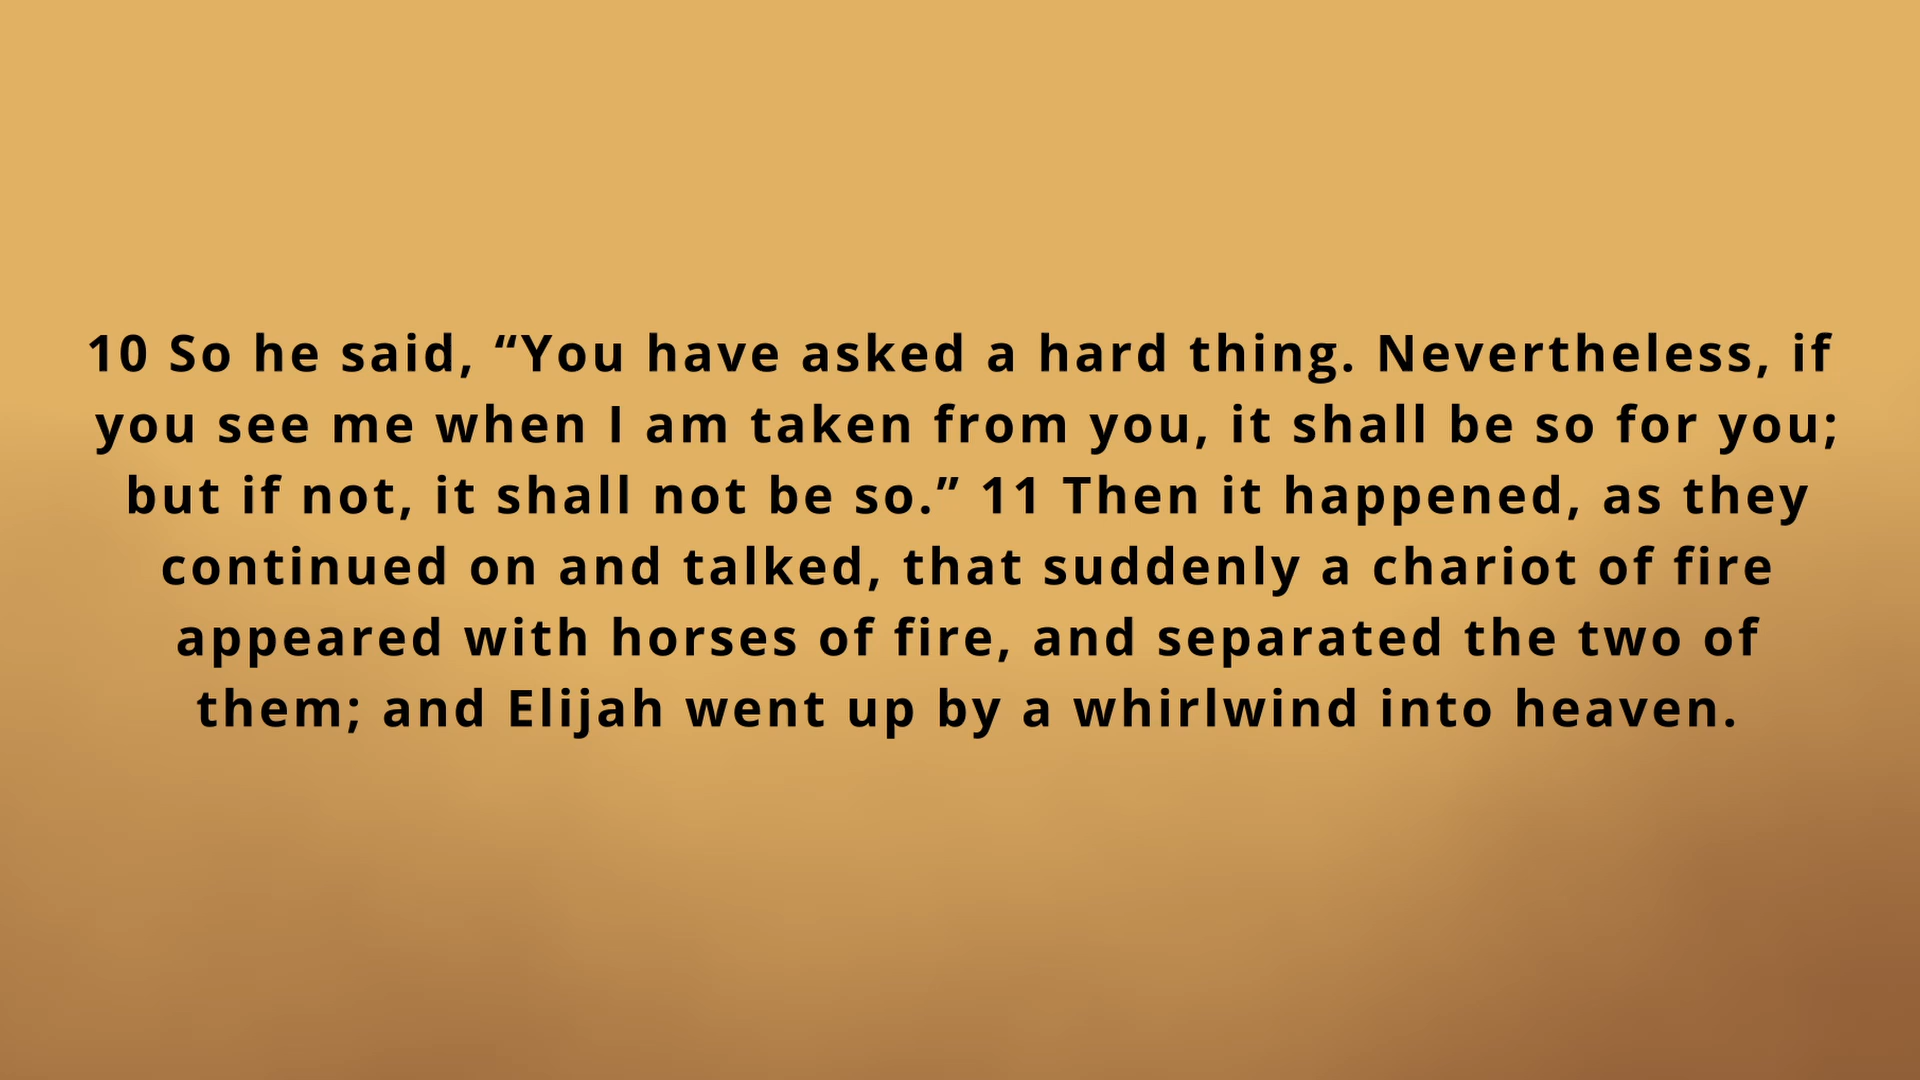 10 So he said, “You have asked a hard thing. Nevertheless, if
you see me when I am taken from you, it shall be so for you;
but if not, it shall not be so.” 11 Then it happened, as they
continued on and talked, that suddenly a chariot of fire
appeared with horses of fire, and separated the two of
them; and Elijah went up by a whirlwind into heaven.